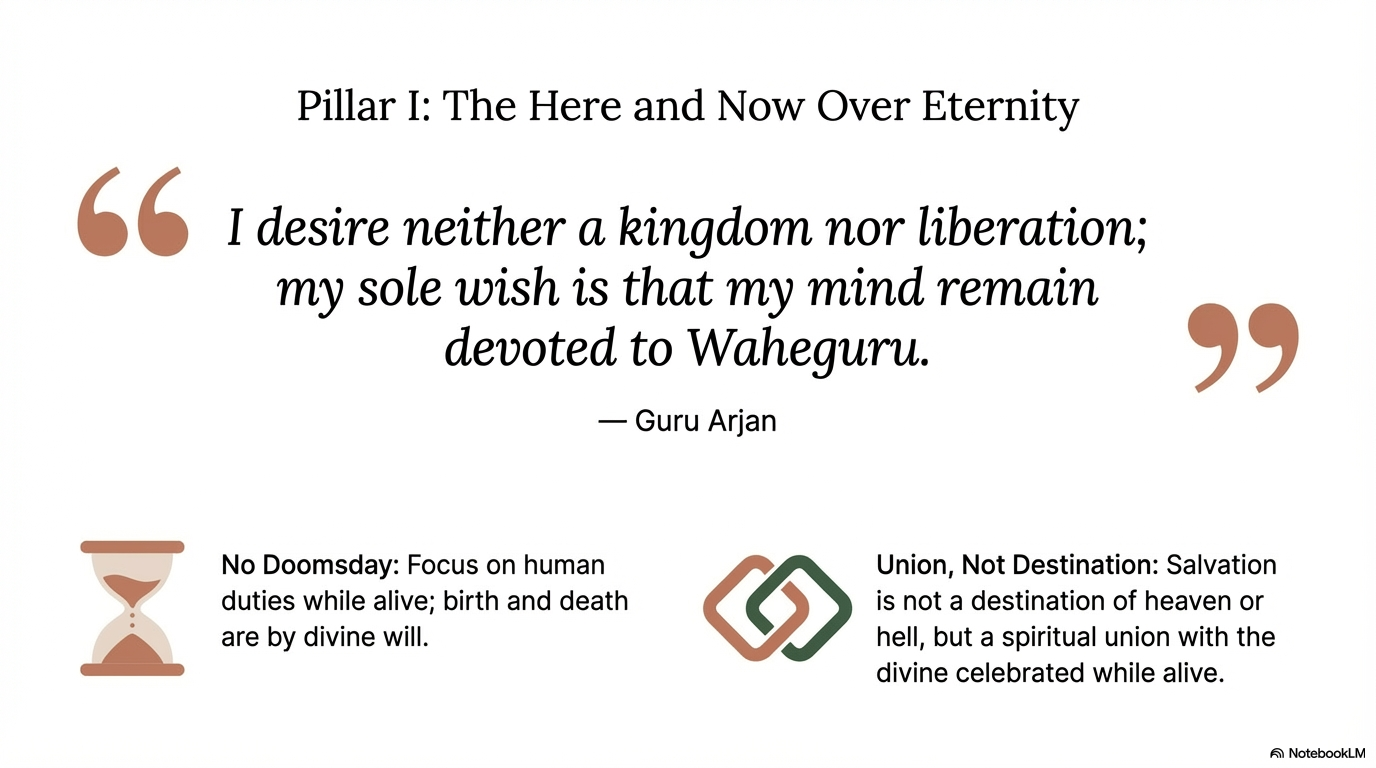 Pillar I: The Here and Now Over Eternity
“I desire neither a kingdom nor liberation;
my sole wish is that my mind remain
devoted to Waheguru.”
— Guru Arjan
No Doomsday: Focus on human
duties while alive; birth and death
are by divine will.
Union, Not Destination: Salvation
is not a destination of heaven or
hell, but a spiritual union with the
divine celebrated while alive.
NotebookLM